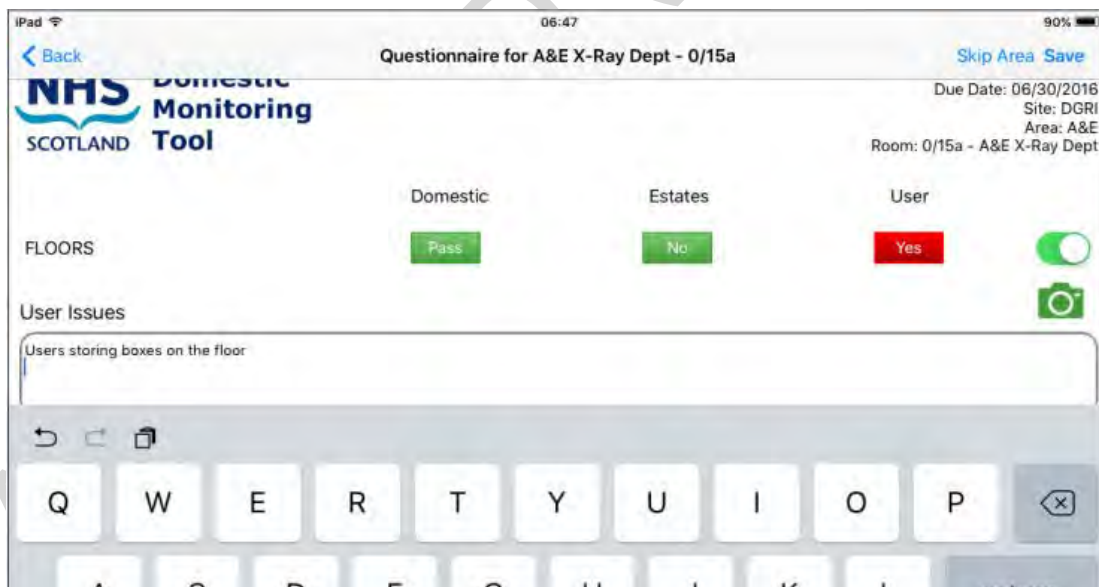 iPad 06:47 90%
Back Questionnaire for A&E X-Ray Dept - 0/15a Skip Area Save
NHS Domestic
Monitoring
SCOTLAND Tool
Due Date: 06/30/2016
Site: DGRI
Area: A&E
Room: 0/15a - A&E X-Ray Dept
Domestic Estates User
FLOORS Pass No Yes
User Issues
Users storing boxes on the floor
Q W E R T Y U I O P